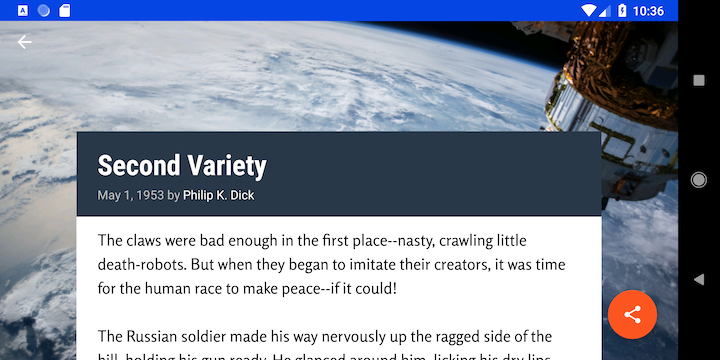 10:36
Second Variety
May 1, 1953 by Philip K. Dick
The claws were bad enough in the first place--nasty, crawling little
death-robots. But when they began to imitate their creators, it was time
for the human race to make peace--if it could!
The Russian soldier made his way nervously up the ragged side of the
hill, holding his gun ready. He glanced around him, licking his dry lips,